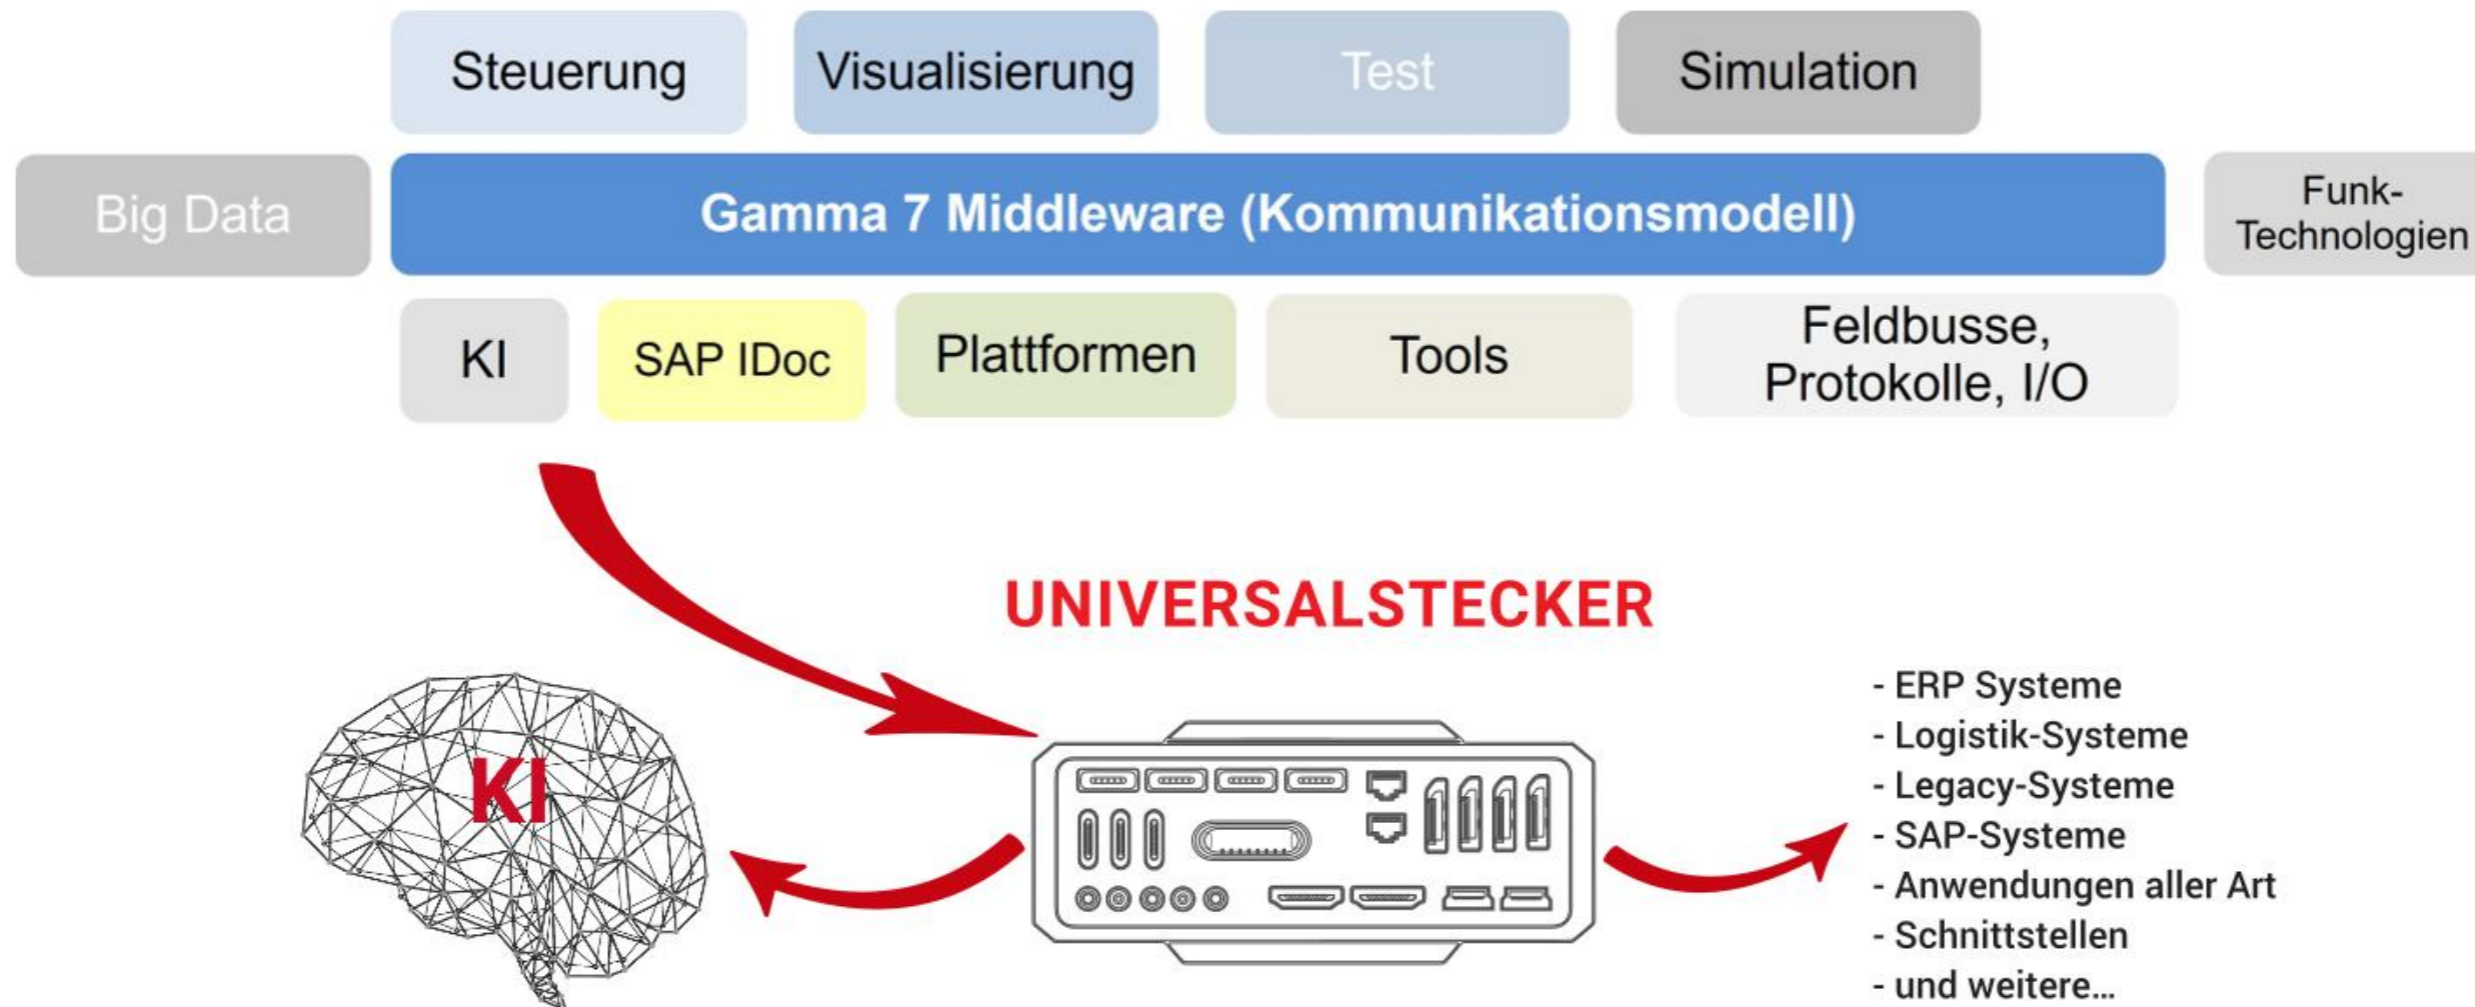 Steuerung
Visualisierung
Test
Simulation
Big Data
Gamma 7 Middleware (Kommunikationsmodell)
Funk-
Technologien
KI
SAP IDoc
Plattformen
Tools
Feldbusse,
Protokolle, I/O
UNIVERSALSTECKER
KI
- ERP Systeme
- Logistik-Systeme
- Legacy-Systeme
- SAP-Systeme
- Anwendungen aller Art
- Schnittstellen
- und weitere...